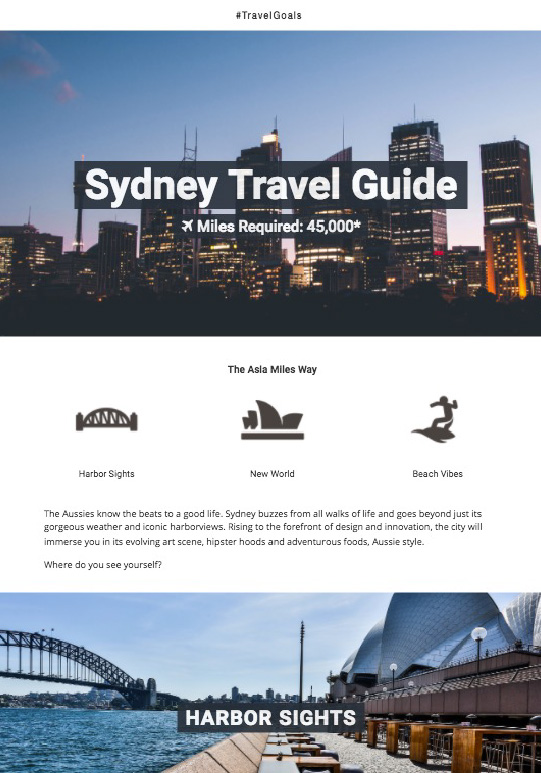 #TravelGoals
Sydney Travel Guide
Miles Required: 45,000*
The Asia Miles Way
Harbor Sights
New World
Beach Vibes
The Aussies know the beats to a good life. Sydney buzzes from all walks of life and goes beyond just its
gorgeous weather and iconic harborviews. Rising to the forefront of design and innovation, the city will
immerse you in its evolving art scene, hipster hoods and adventurous foods, Aussie style.
Where do you see yourself?
HARBOR SIGHTS